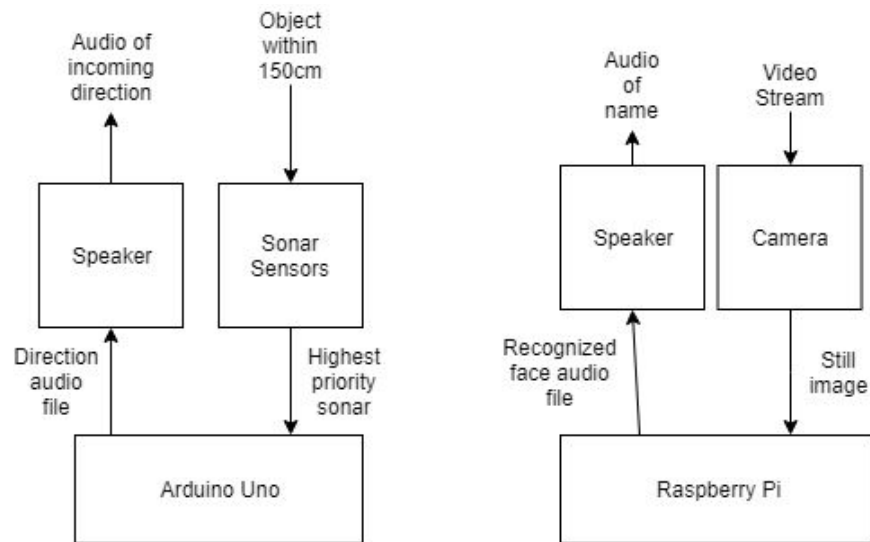 Audio of
incoming
direction
Object
within
150cm
Speaker
Sonar
Sensors
Direction
audio
file
Highest
priority
sonar
Arduino Uno
Audio
of
name
Video
Stream
Speaker
Camera
Recognized
face audio
file
Still
image
Raspberry Pi